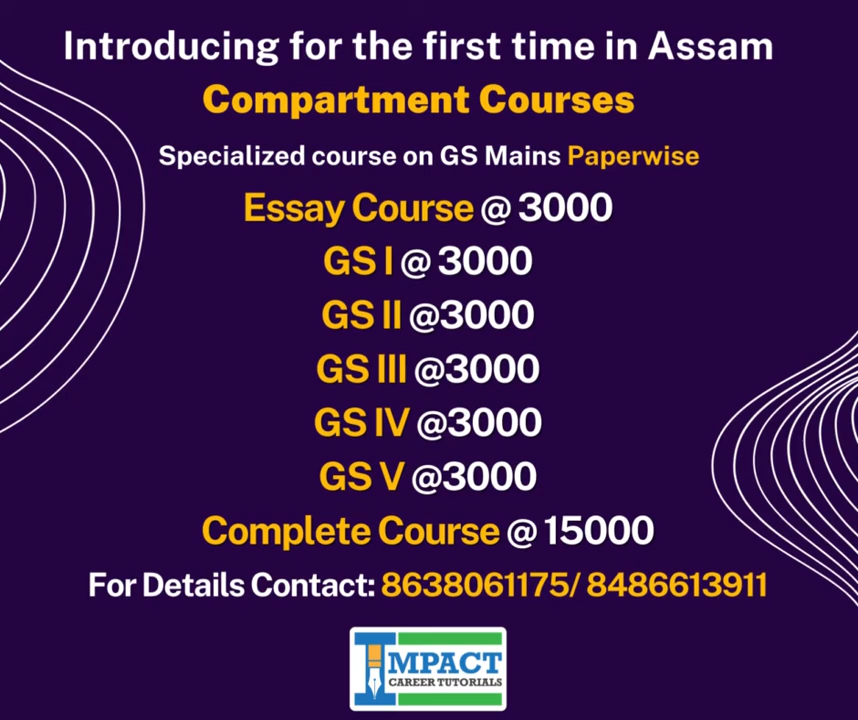 Introducing for the first time in Assam
Compartment Courses
Specialized course on GS Mains Paperwise
Essay Course @ 3000
GS I @ 3000
GS II @3000
GS III @3000
GS IV @3000
GS V @3000
Complete Course @ 15000
For Details Contact: 8638061175/ 8486613911
IMPACT
CAREER TUTORIALS